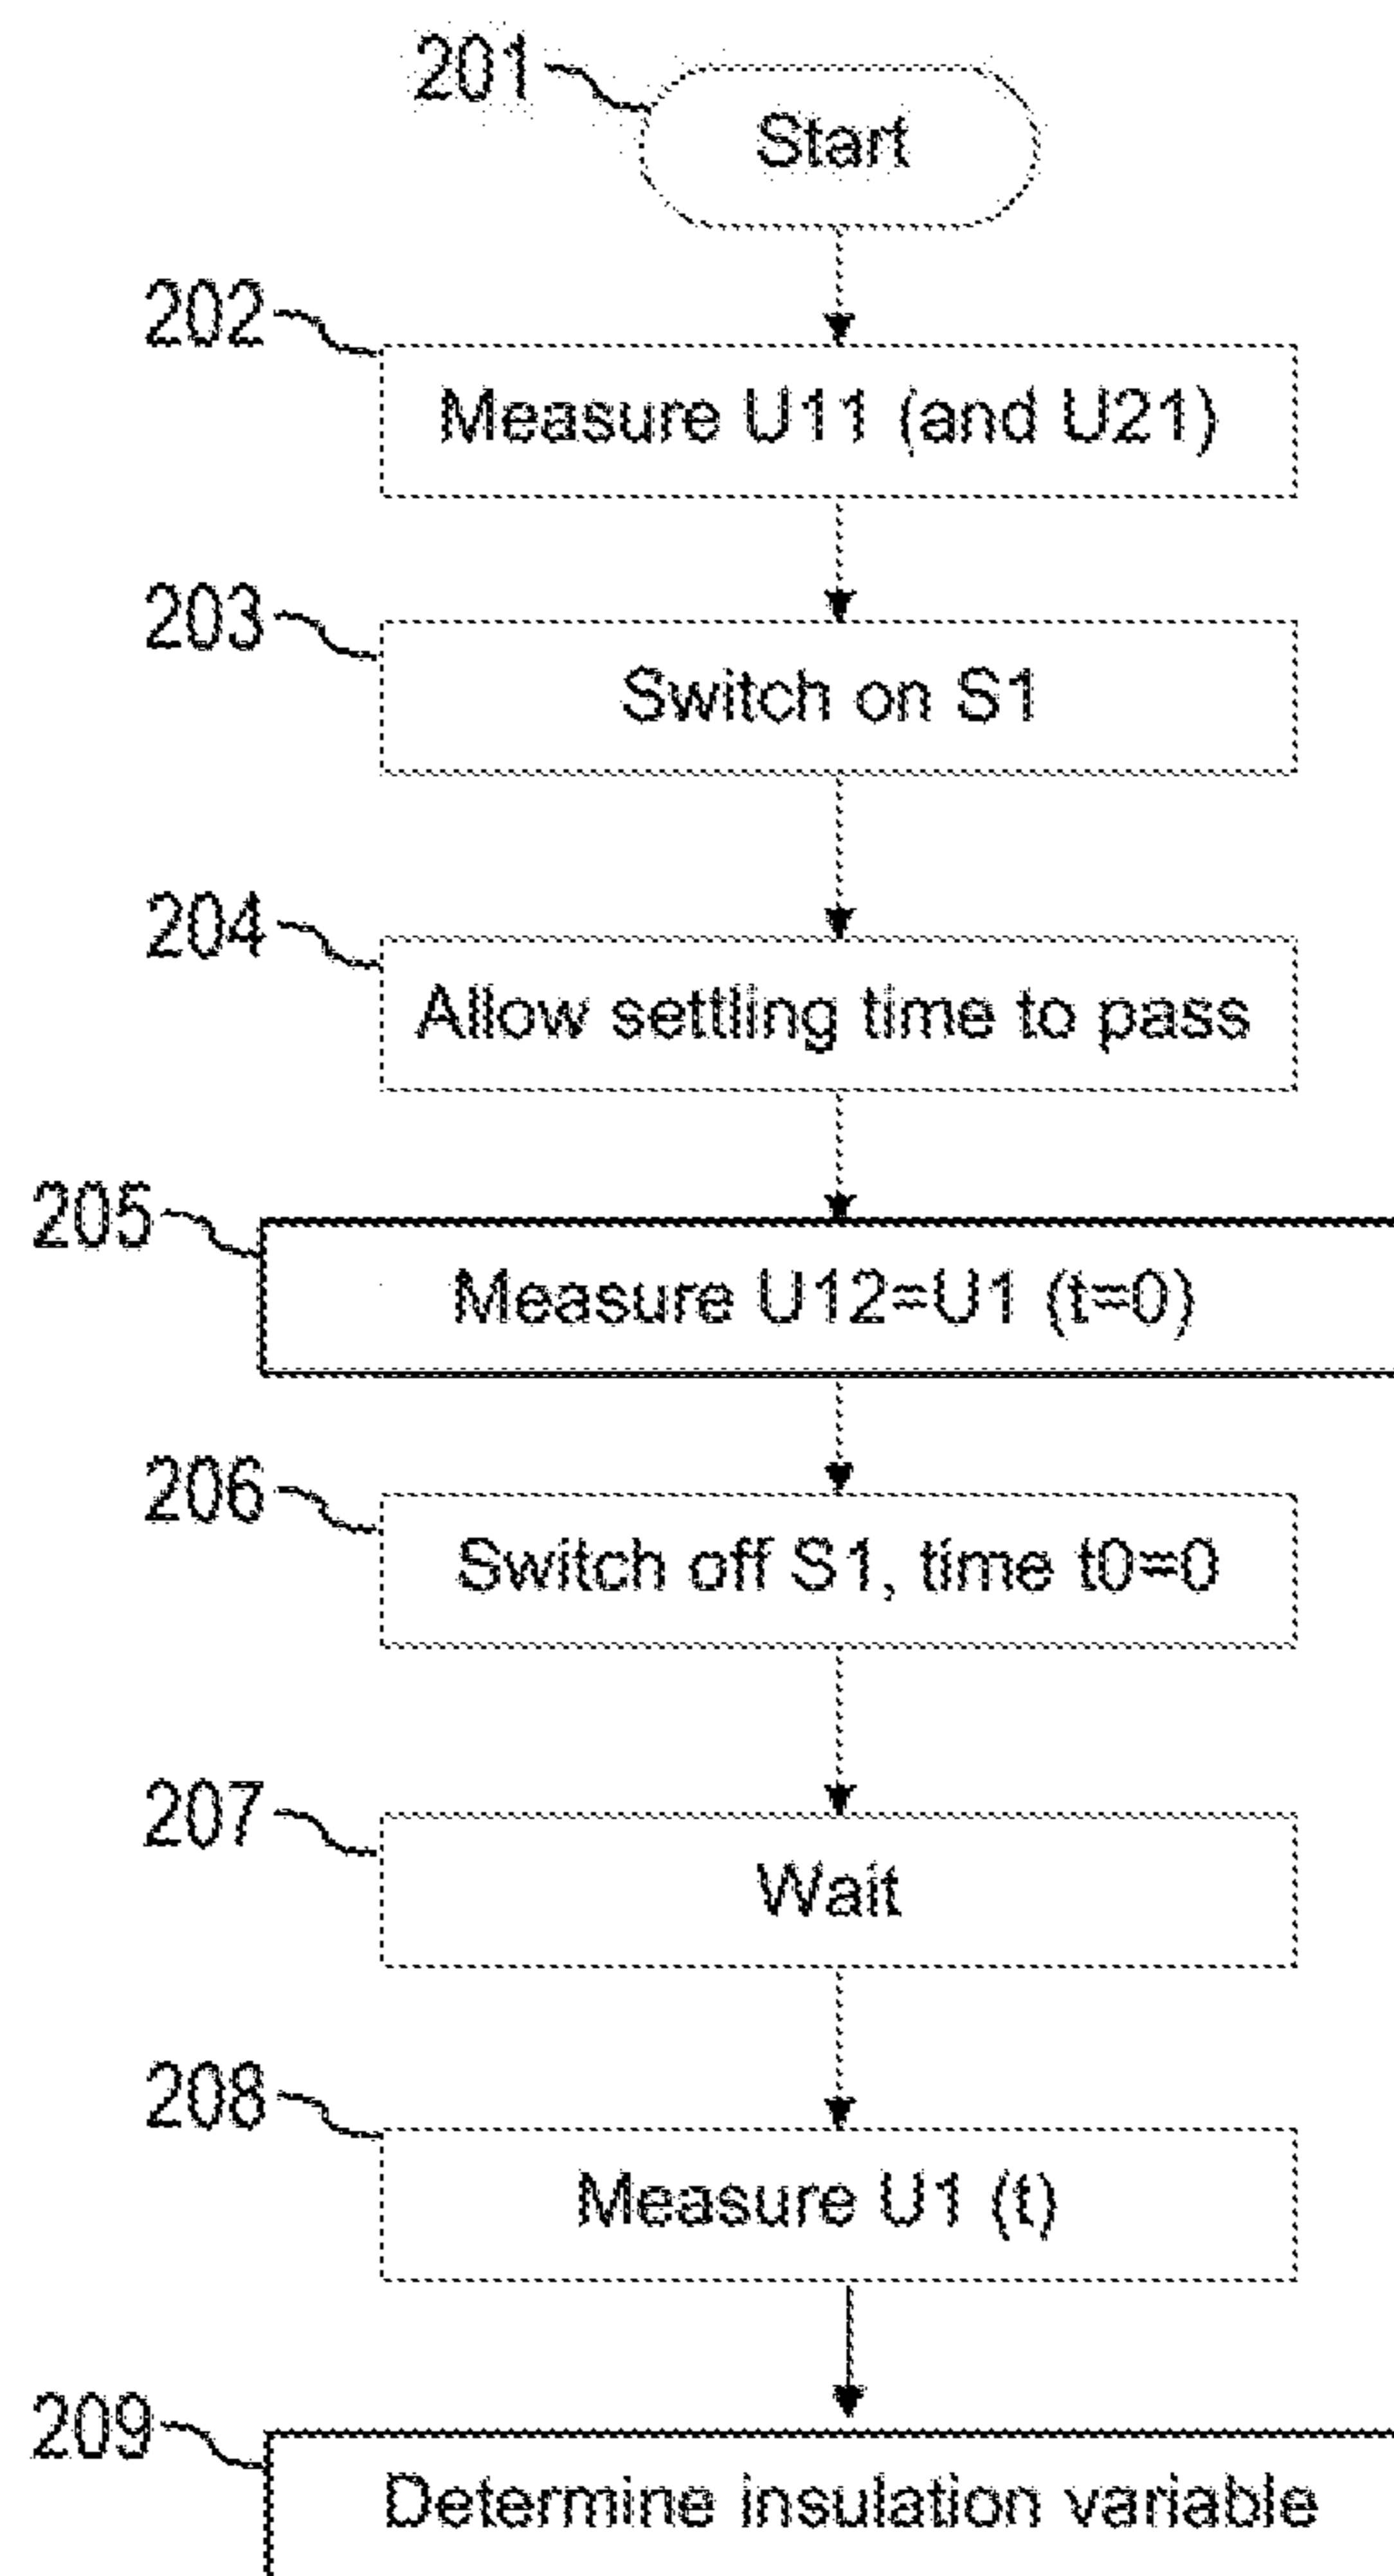 201
Start
202
Measure U11 (and U21)
203
Switch on S1
204
Allow settling time to pass
205
Measure U12=U1 (t=0)
206
Switch off S1, time t0=0
207
Wait
208
Measure U1 (t)
209
Determine insulation variable